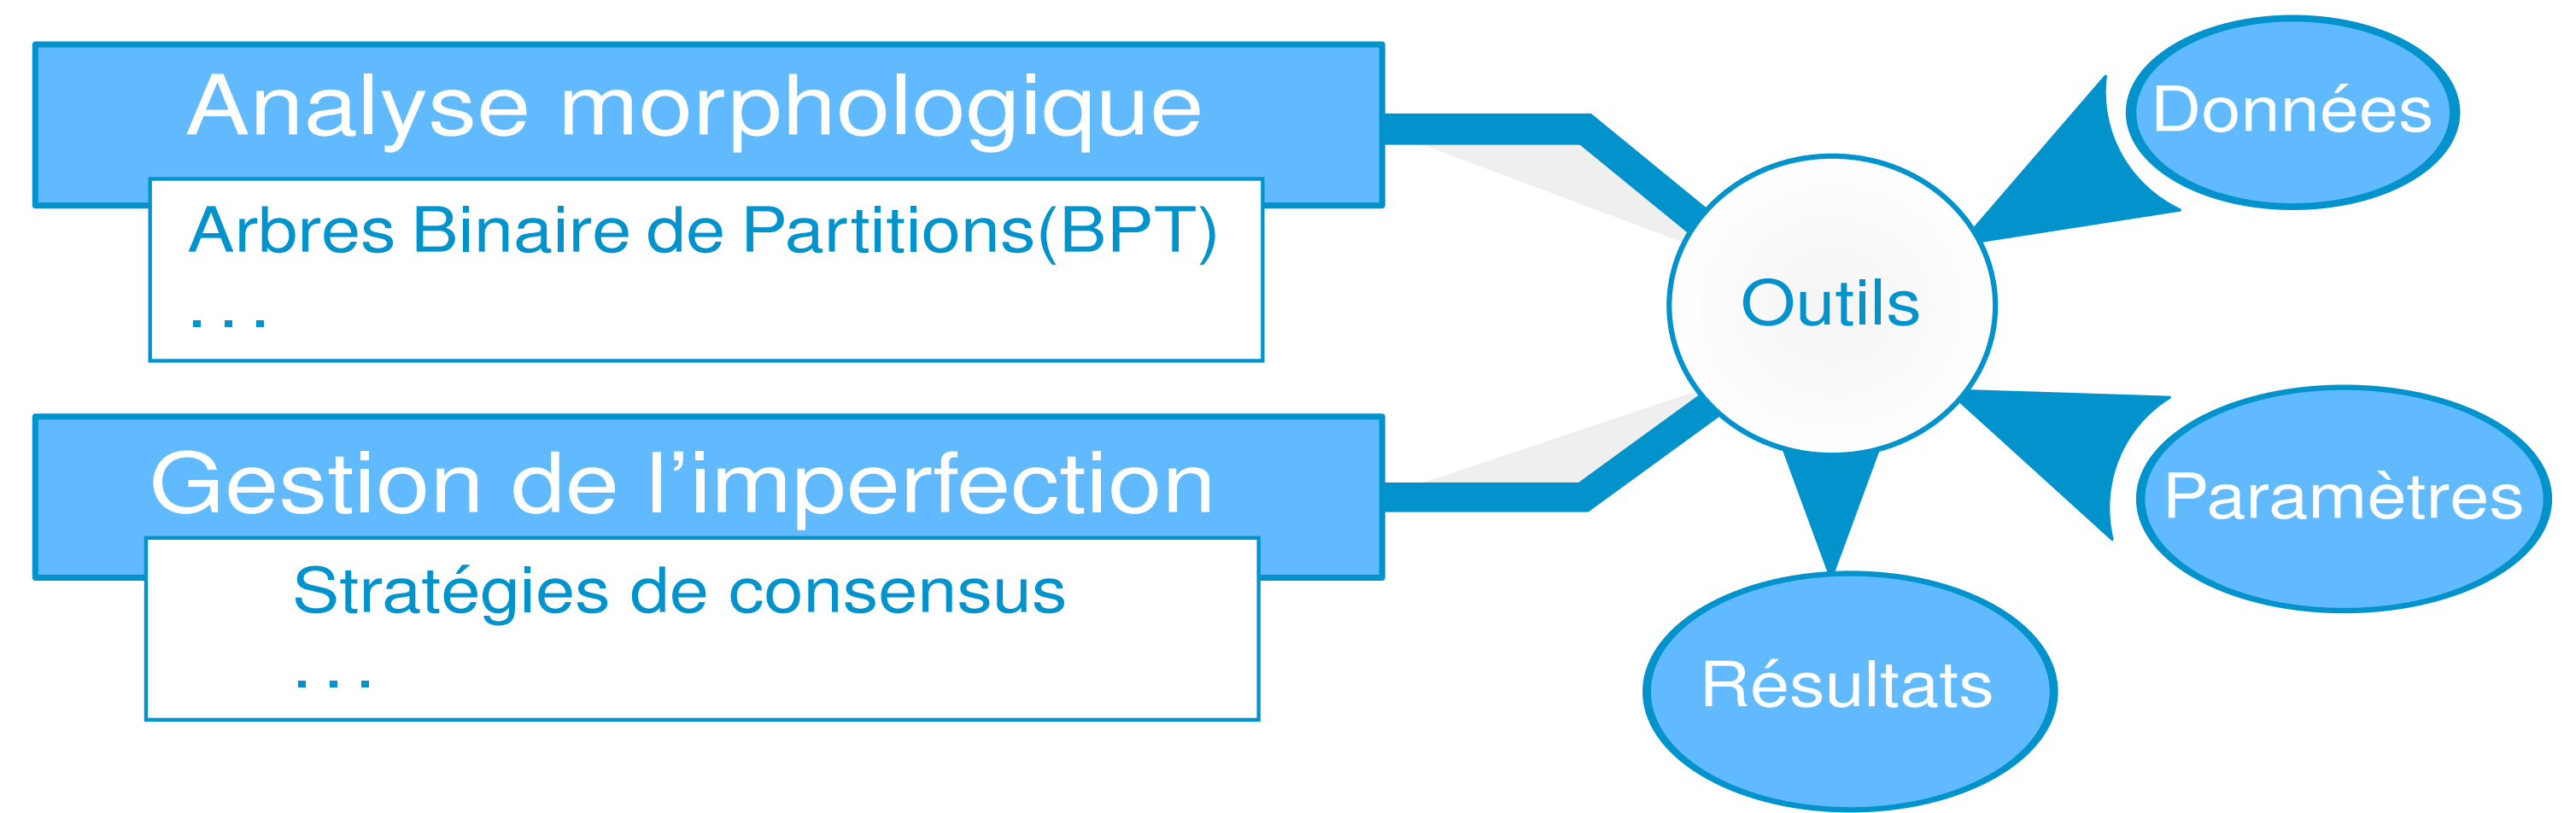 Analyse morphologique
Arbres Binaire de Partitions(BPT)
...
Gestion de l’imperfection
Stratégies de consensus
...
Outils
Données
Paramètres
Résultats